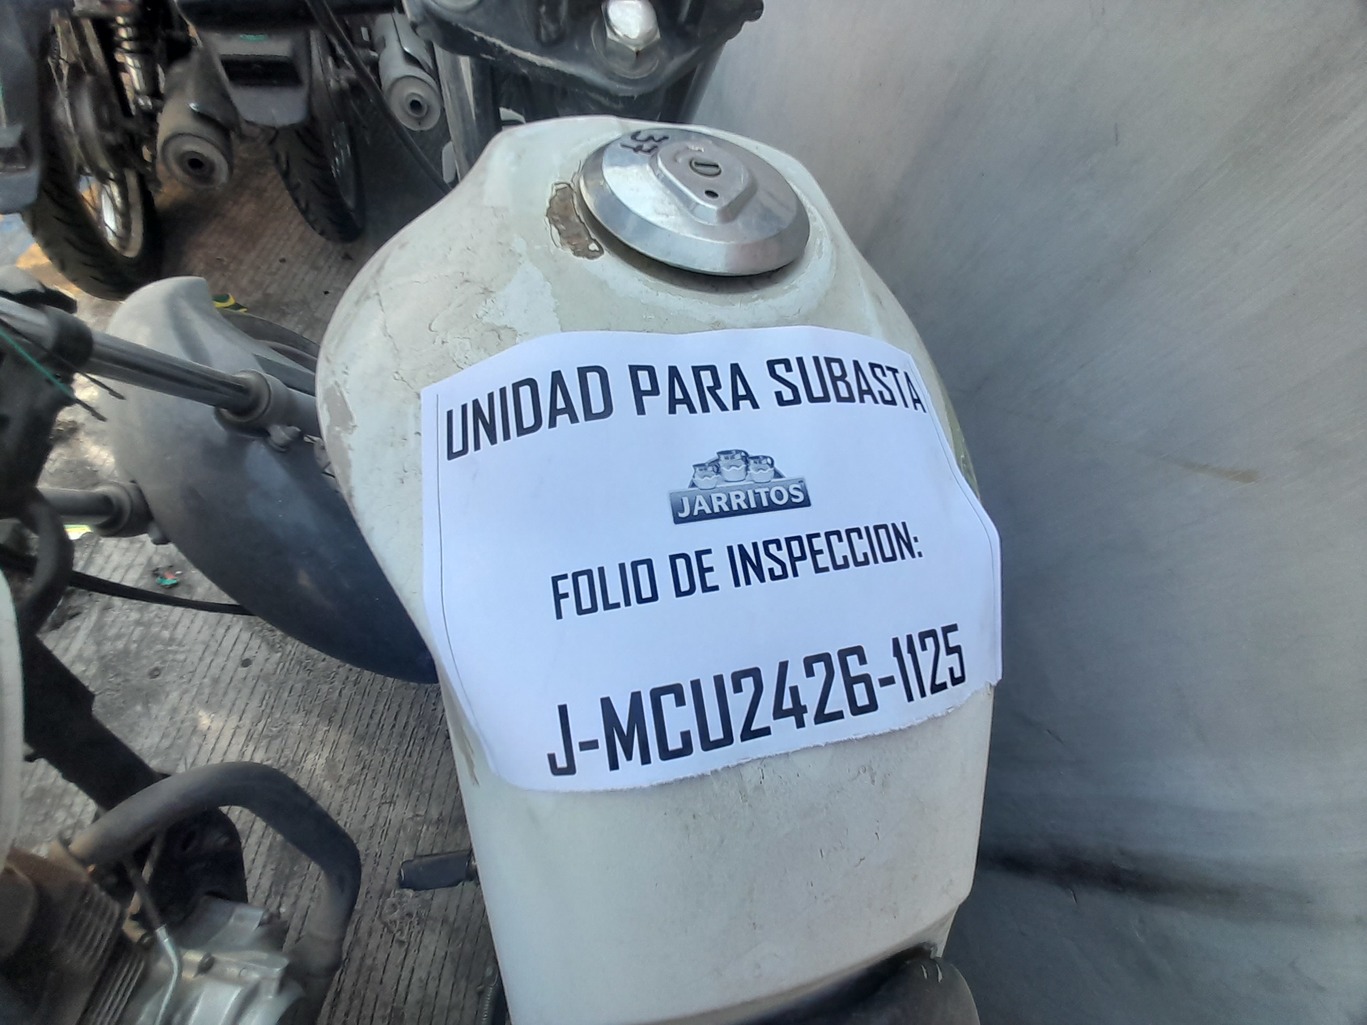 UNIDAD PARA SUBASTA
JARRITOS
FOLIO DE INSPECCION:
J-MCU2426-1125